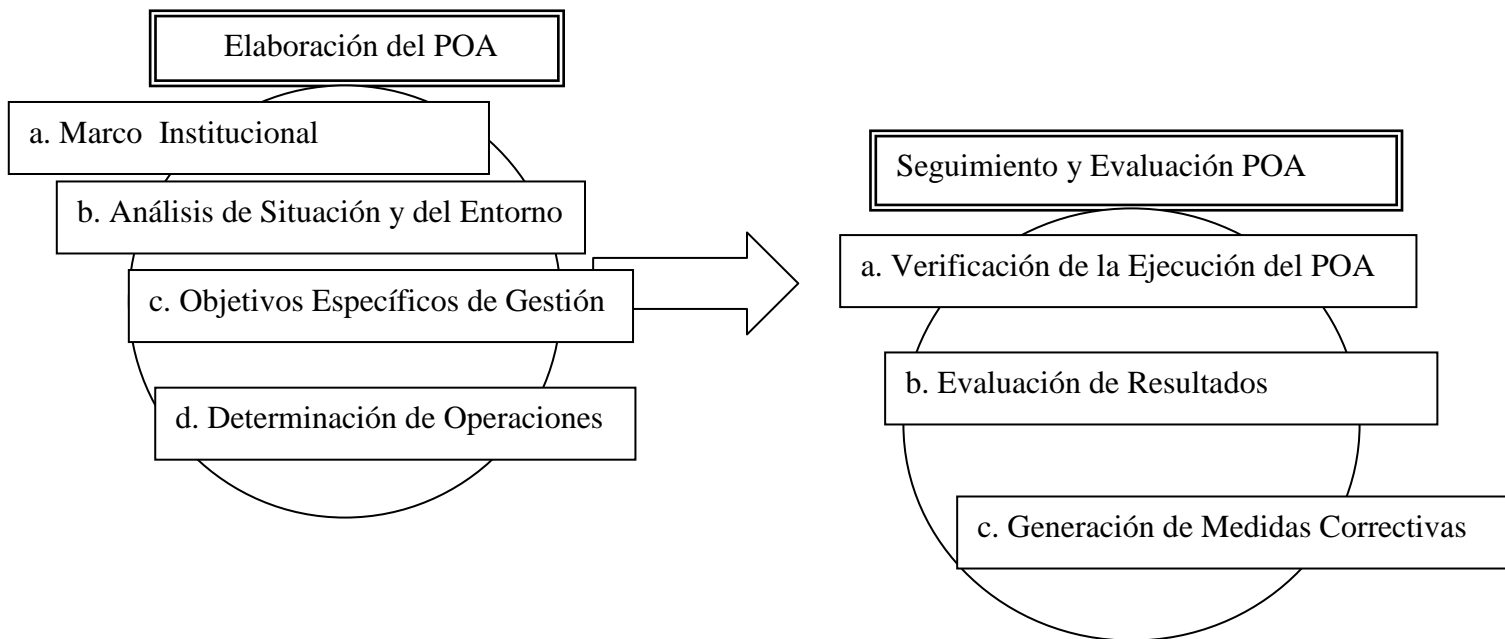 Elaboración del POA
a. Marco Institucional
b. Análisis de Situación y del Entorno
c. Objetivos Específicos de Gestión
d. Determinación de Operaciones
Seguimiento y Evaluación POA
a. Verificación de la Ejecución del POA
b. Evaluación de Resultados
c. Generación de Medidas Correctivas